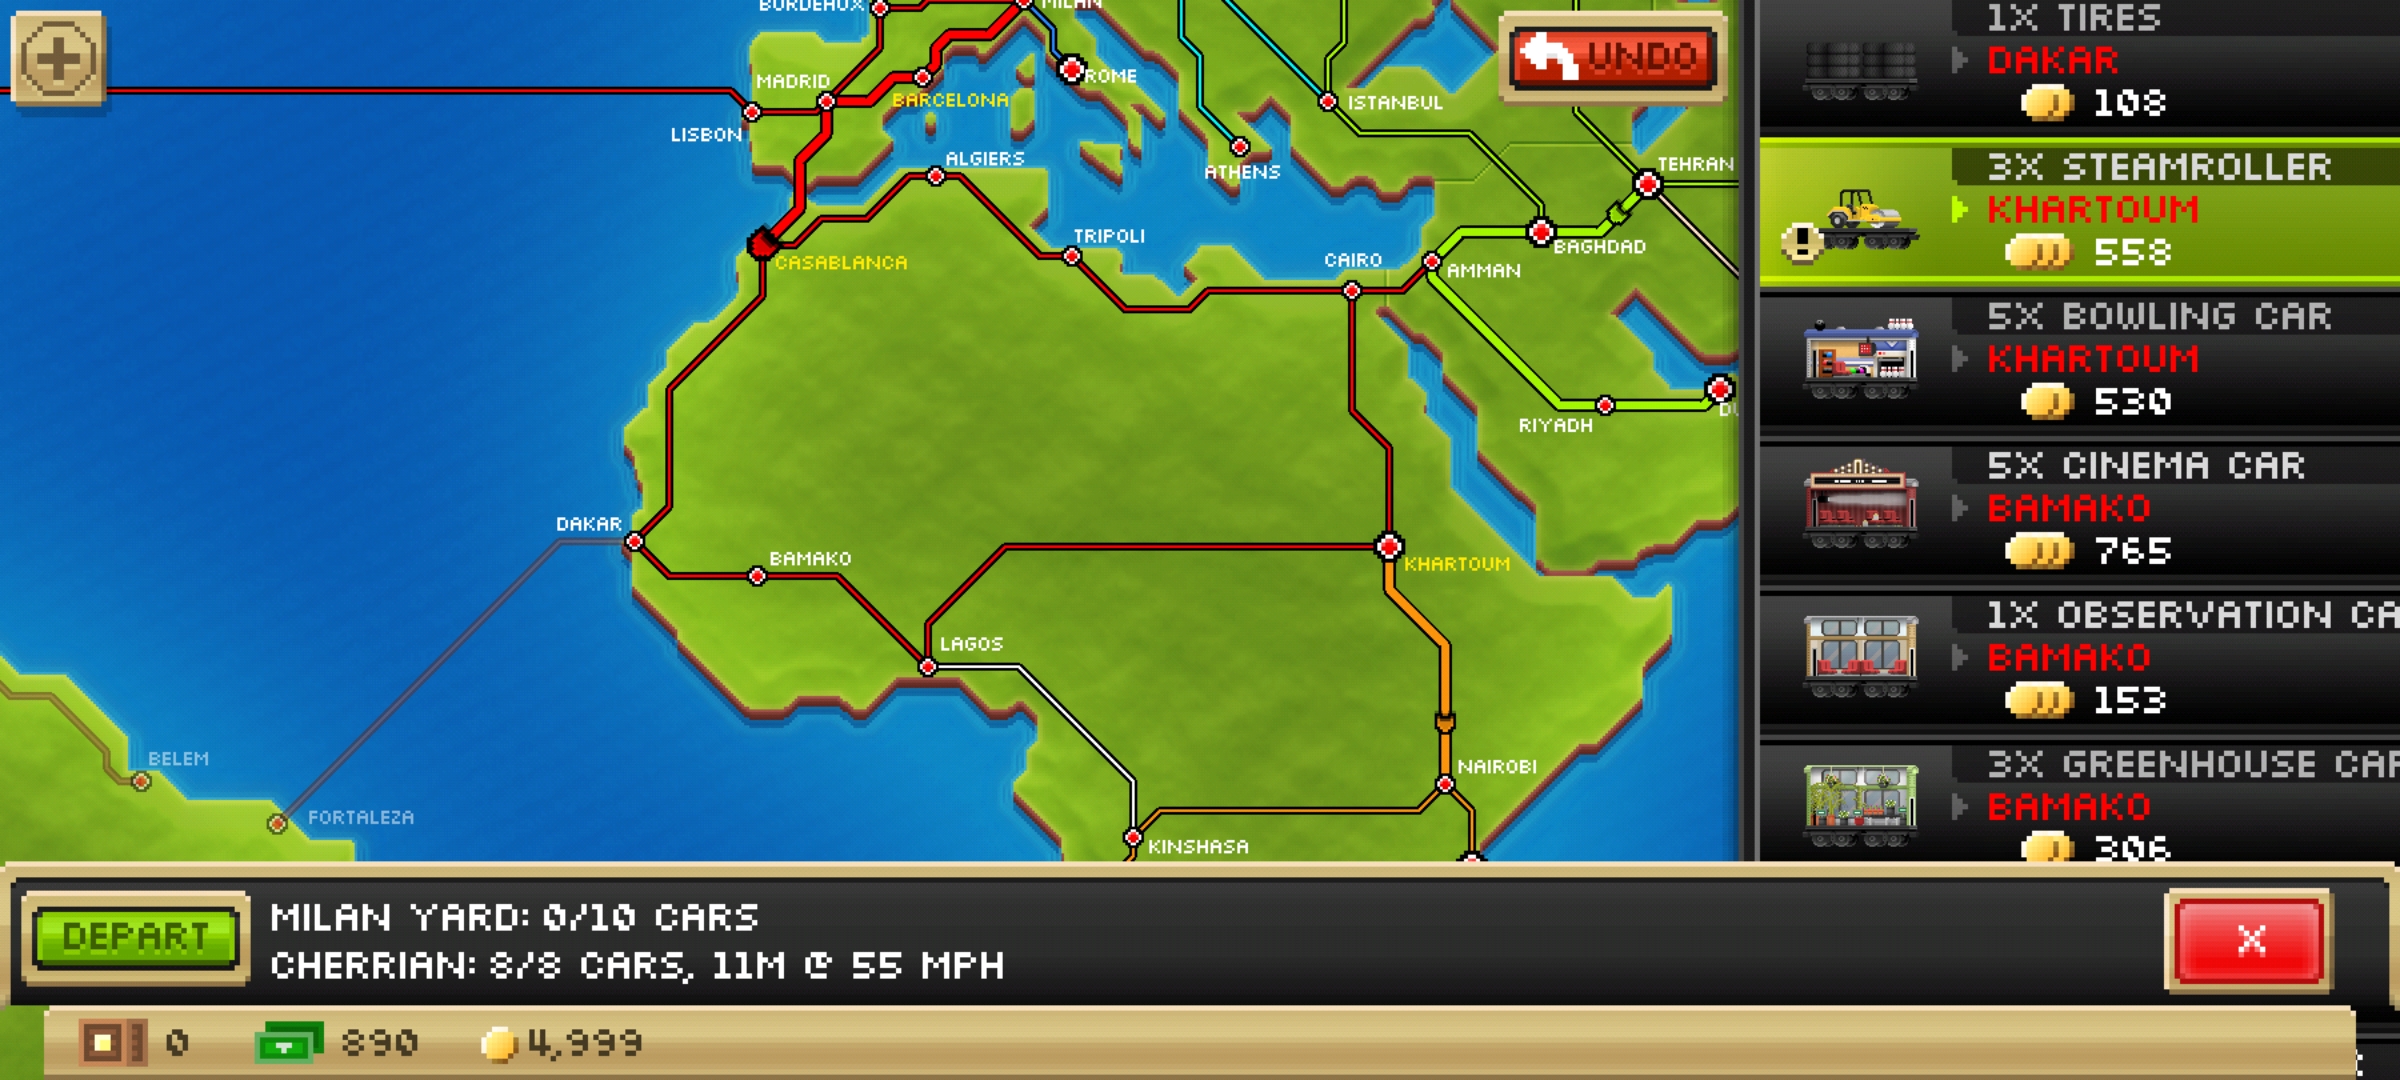 BORDEAUX
MILAN
MADRID
LISBON
BARCELONA
ROME
ALGIERS
ATHENS
ISTANBUL
TEHRAN
UNDO
CASABLANCA
TRIPOLI
CAIRO
AMMAN
BAGHDAD
RIYADH
DAKAR
BAMAKO
KHARTOUM
LAGOS
BELEM
FORTALEZA
NAIROBI
KINSHASA
1X TIRES
DAKAR
108
3X STEAMROLLER
KHARTOUM
558
5X BOWLING CAR
KHARTOUM
530
5X CINEMA CAR
BAMAKO
765
1X OBSERVATION CA
BAMAKO
153
3X GREENHOUSE CAR
BAMAKO
306
DEPART
MILAN YARD: 0/10 CARS
CHERRIAN: 8/8 CARS, 11M @ 55 MPH
X
0
890
4,999